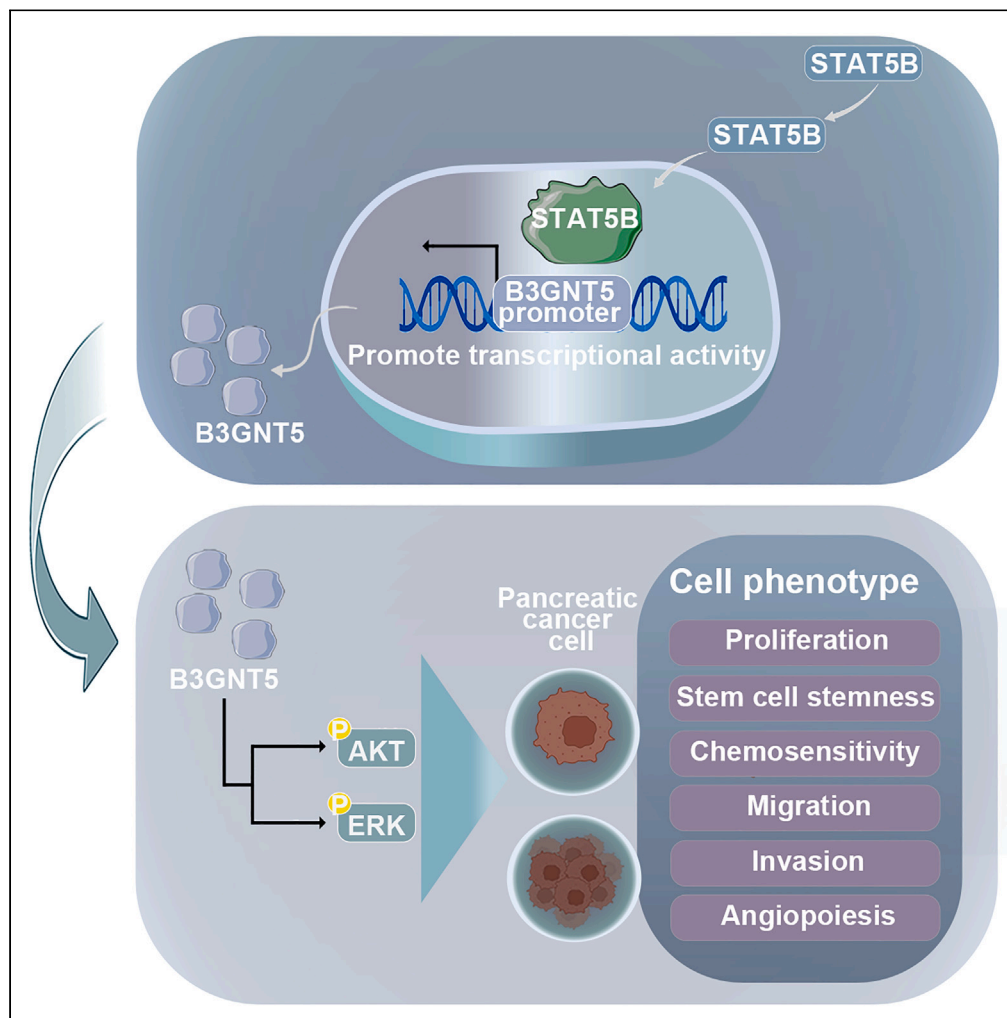 STAT5B
STAT5B
STAT5B
B3GNT5
promoter
Promote transcriptional activity
B3GNT5
B3GNT5
P
AKT
P
ERK
Pancreatic
cancer
cell
Cell phenotype
Proliferation
Stem cell stemness
Chemosensitivity
Migration
Invasion
Angiopoiesis